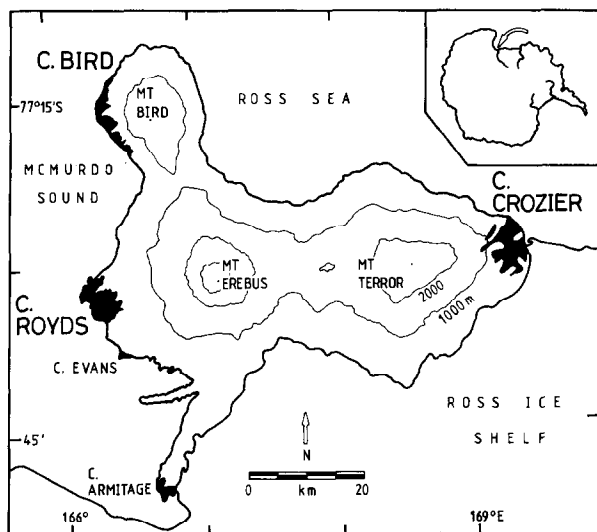 C. BIRD
77°15'S
MT
BIRD
ROSS SEA
MCMURDO
SOUND
C.
CROZIER
MT
EREBUS
MT
TERROR
2000
1000 m
C.
ROYDS
C. EVANS
ROSS ICE
SHELF
45'
N
C.
ARMITAGE
0 km 20
166°
169°E